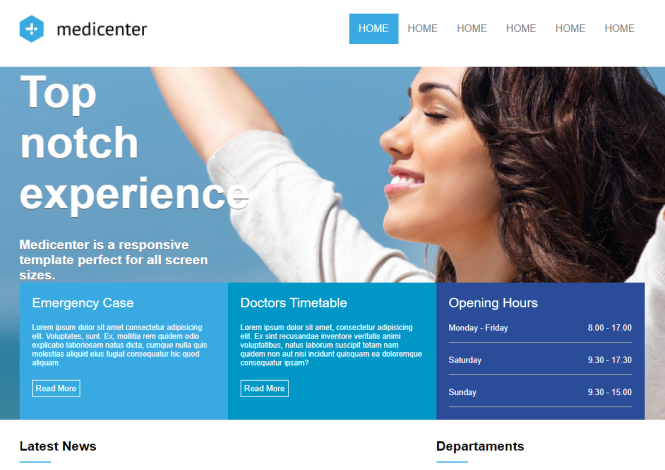 medicenter
HOME HOME HOME HOME HOME HOME
Top
notch
experience
Medicenter is a responsive
template perfect for all screen
sizes.
Emergency Case
Lorem ipsum dolor sit amet consectetur adipisicing
elit. Voluptates, sunt. Ex, mollitia rem quidem odio
explicabo laboriosam natus dicta, cumque nulla quis
molestias aliquid eius fugiat consequatur hic quod
aliquam.
Read More
Doctors Timetable
Lorem ipsum dolor sit amet, consectetur adipisicing
elit. Ex sint recusandae inventore veritatis animi
voluptatibus, natus laborum suscipit totam nam
quidem non aut nisi incidunt quisquam ea doloremque
consequatur ipsam?
Read More
Opening Hours
Monday - Friday 8.00 - 17.00
Saturday 9.30 - 17.30
Sunday 9.30 - 15.00
Latest News
Departaments